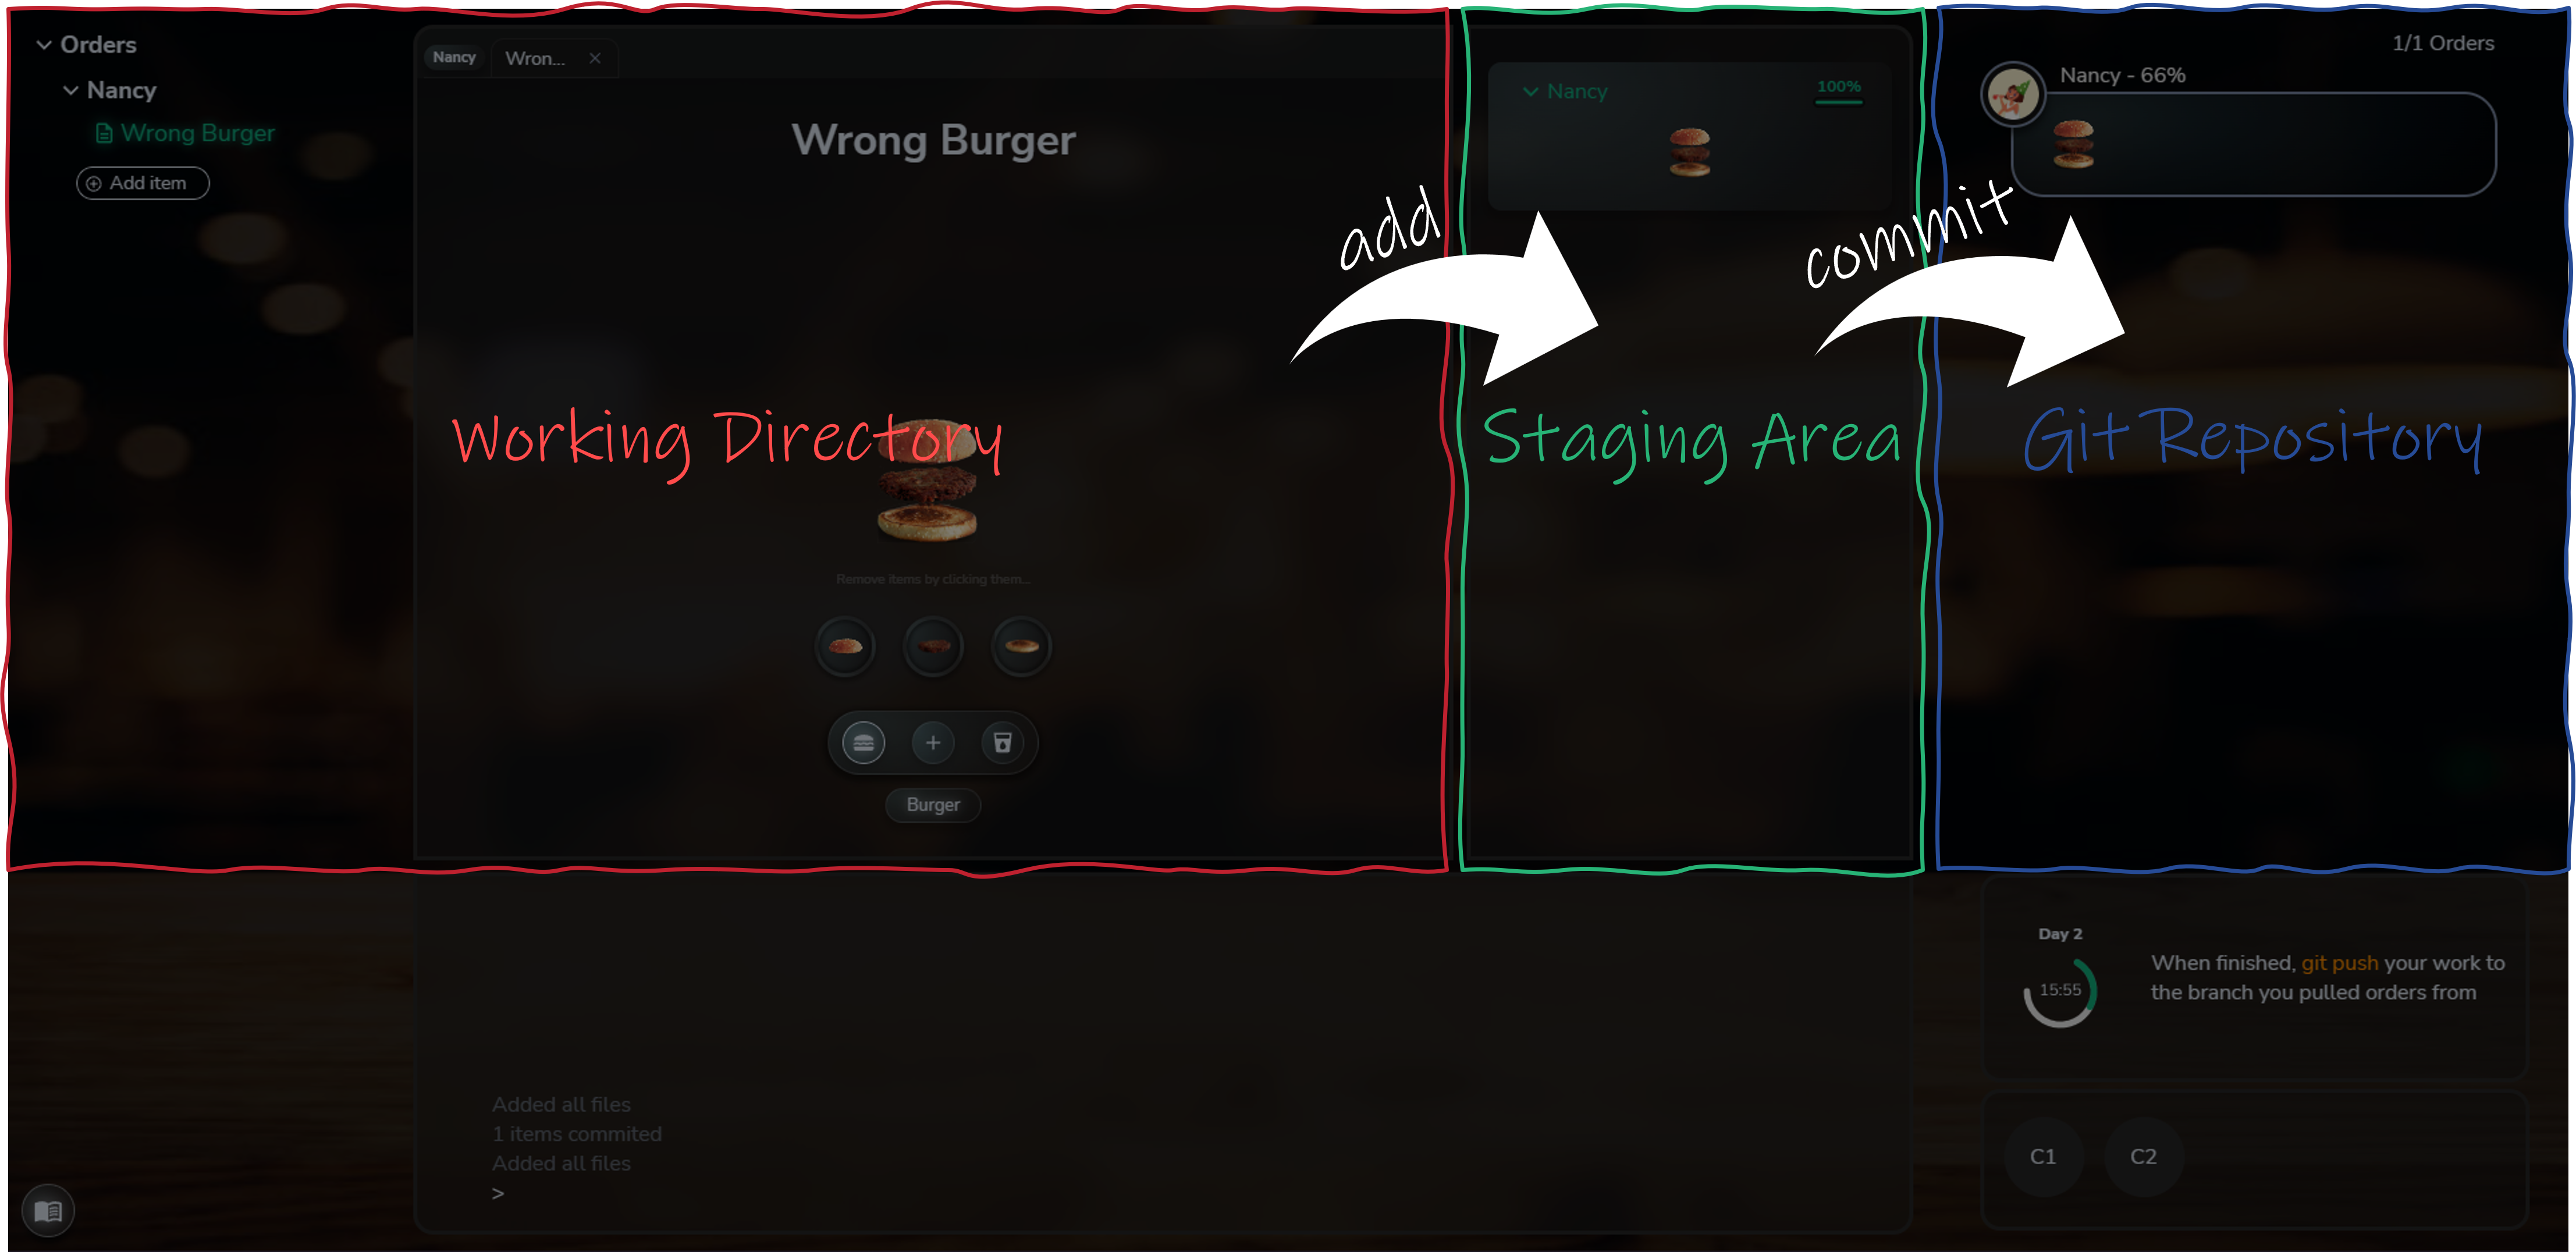 Orders
Nancy
Wrong Burger
Add item
Nancy
Wron...
Wrong Burger
Working Directory
Remove items by clicking them...
Burger
add
Nancy
100%
Staging Area
commit
1/1 Orders
Nancy - 66%
Git Repository
Added all files
1 items commited
Added all files
>
Day 2
15:55
When finished, git push your work to
the branch you pulled orders from
C1 C2